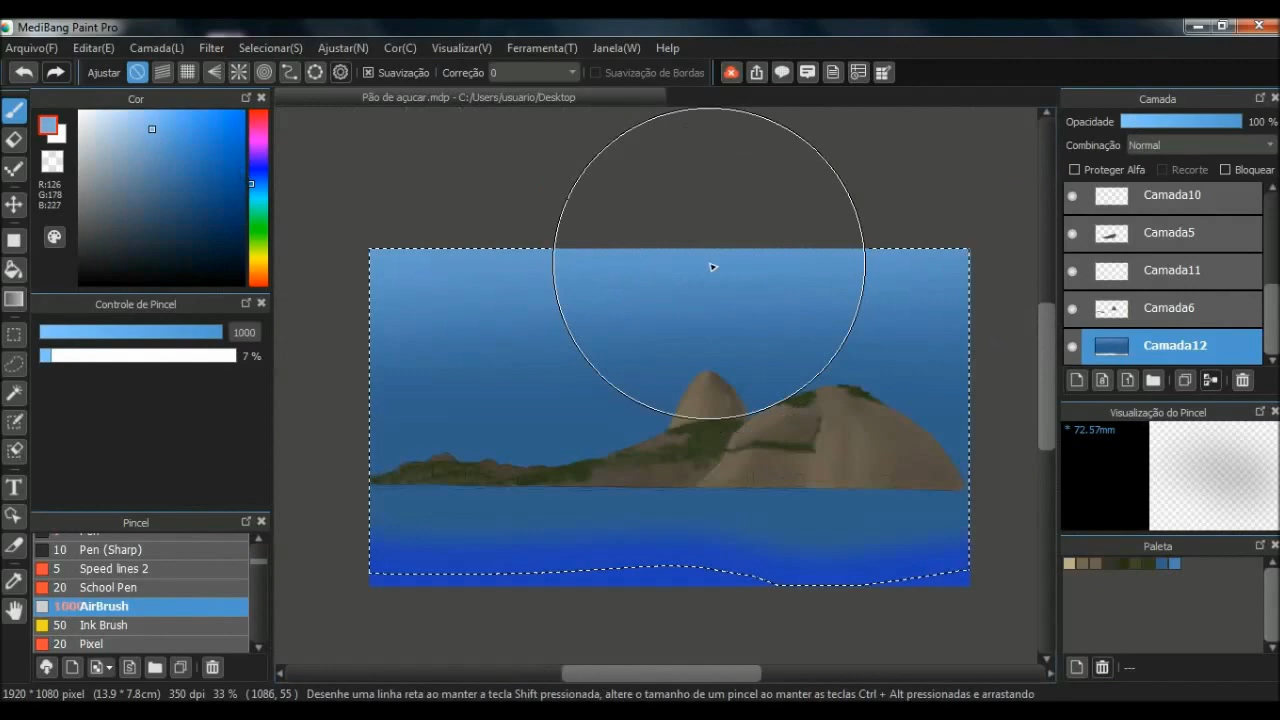 MediBang Paint Pro
Arquivo(F) Editar(E) Camada(L) Filter Selecionar(S) Ajustar(N) Cor(C) Visualizar(V) Ferramenta(T) Janela(W) Help
Ajustar Suavização Correção 0 Suavização de Bordas
Cor
Pão de açucar.mdp - C:/Users/usuario/Desktop
Camada
Opacidade 100 %
Combinação Normal
Proteger Alfa Recorte Bloquear
R:126
G:178
B:227
Camada10
Camada5
Camada11
Camada6
Camada12
Controle de Pincel
1000
7 %
Visualização do Pincel
* 72.57mm
Pincel
10 Pen (Sharp)
5 Speed lines 2
20 School Pen
1000 AirBrush
50 Ink Brush
20 Pixel
Paleta
---
1920 * 1080 pixel (13.9 * 7.8cm) 350 dpi 33 % ( 1086, 55 ) Desenhe uma linha reta ao manter a tecla Shift pressionada, altere o tamanho de um pincel ao manter as teclas Ctrl + Alt pressionadas e arrastando